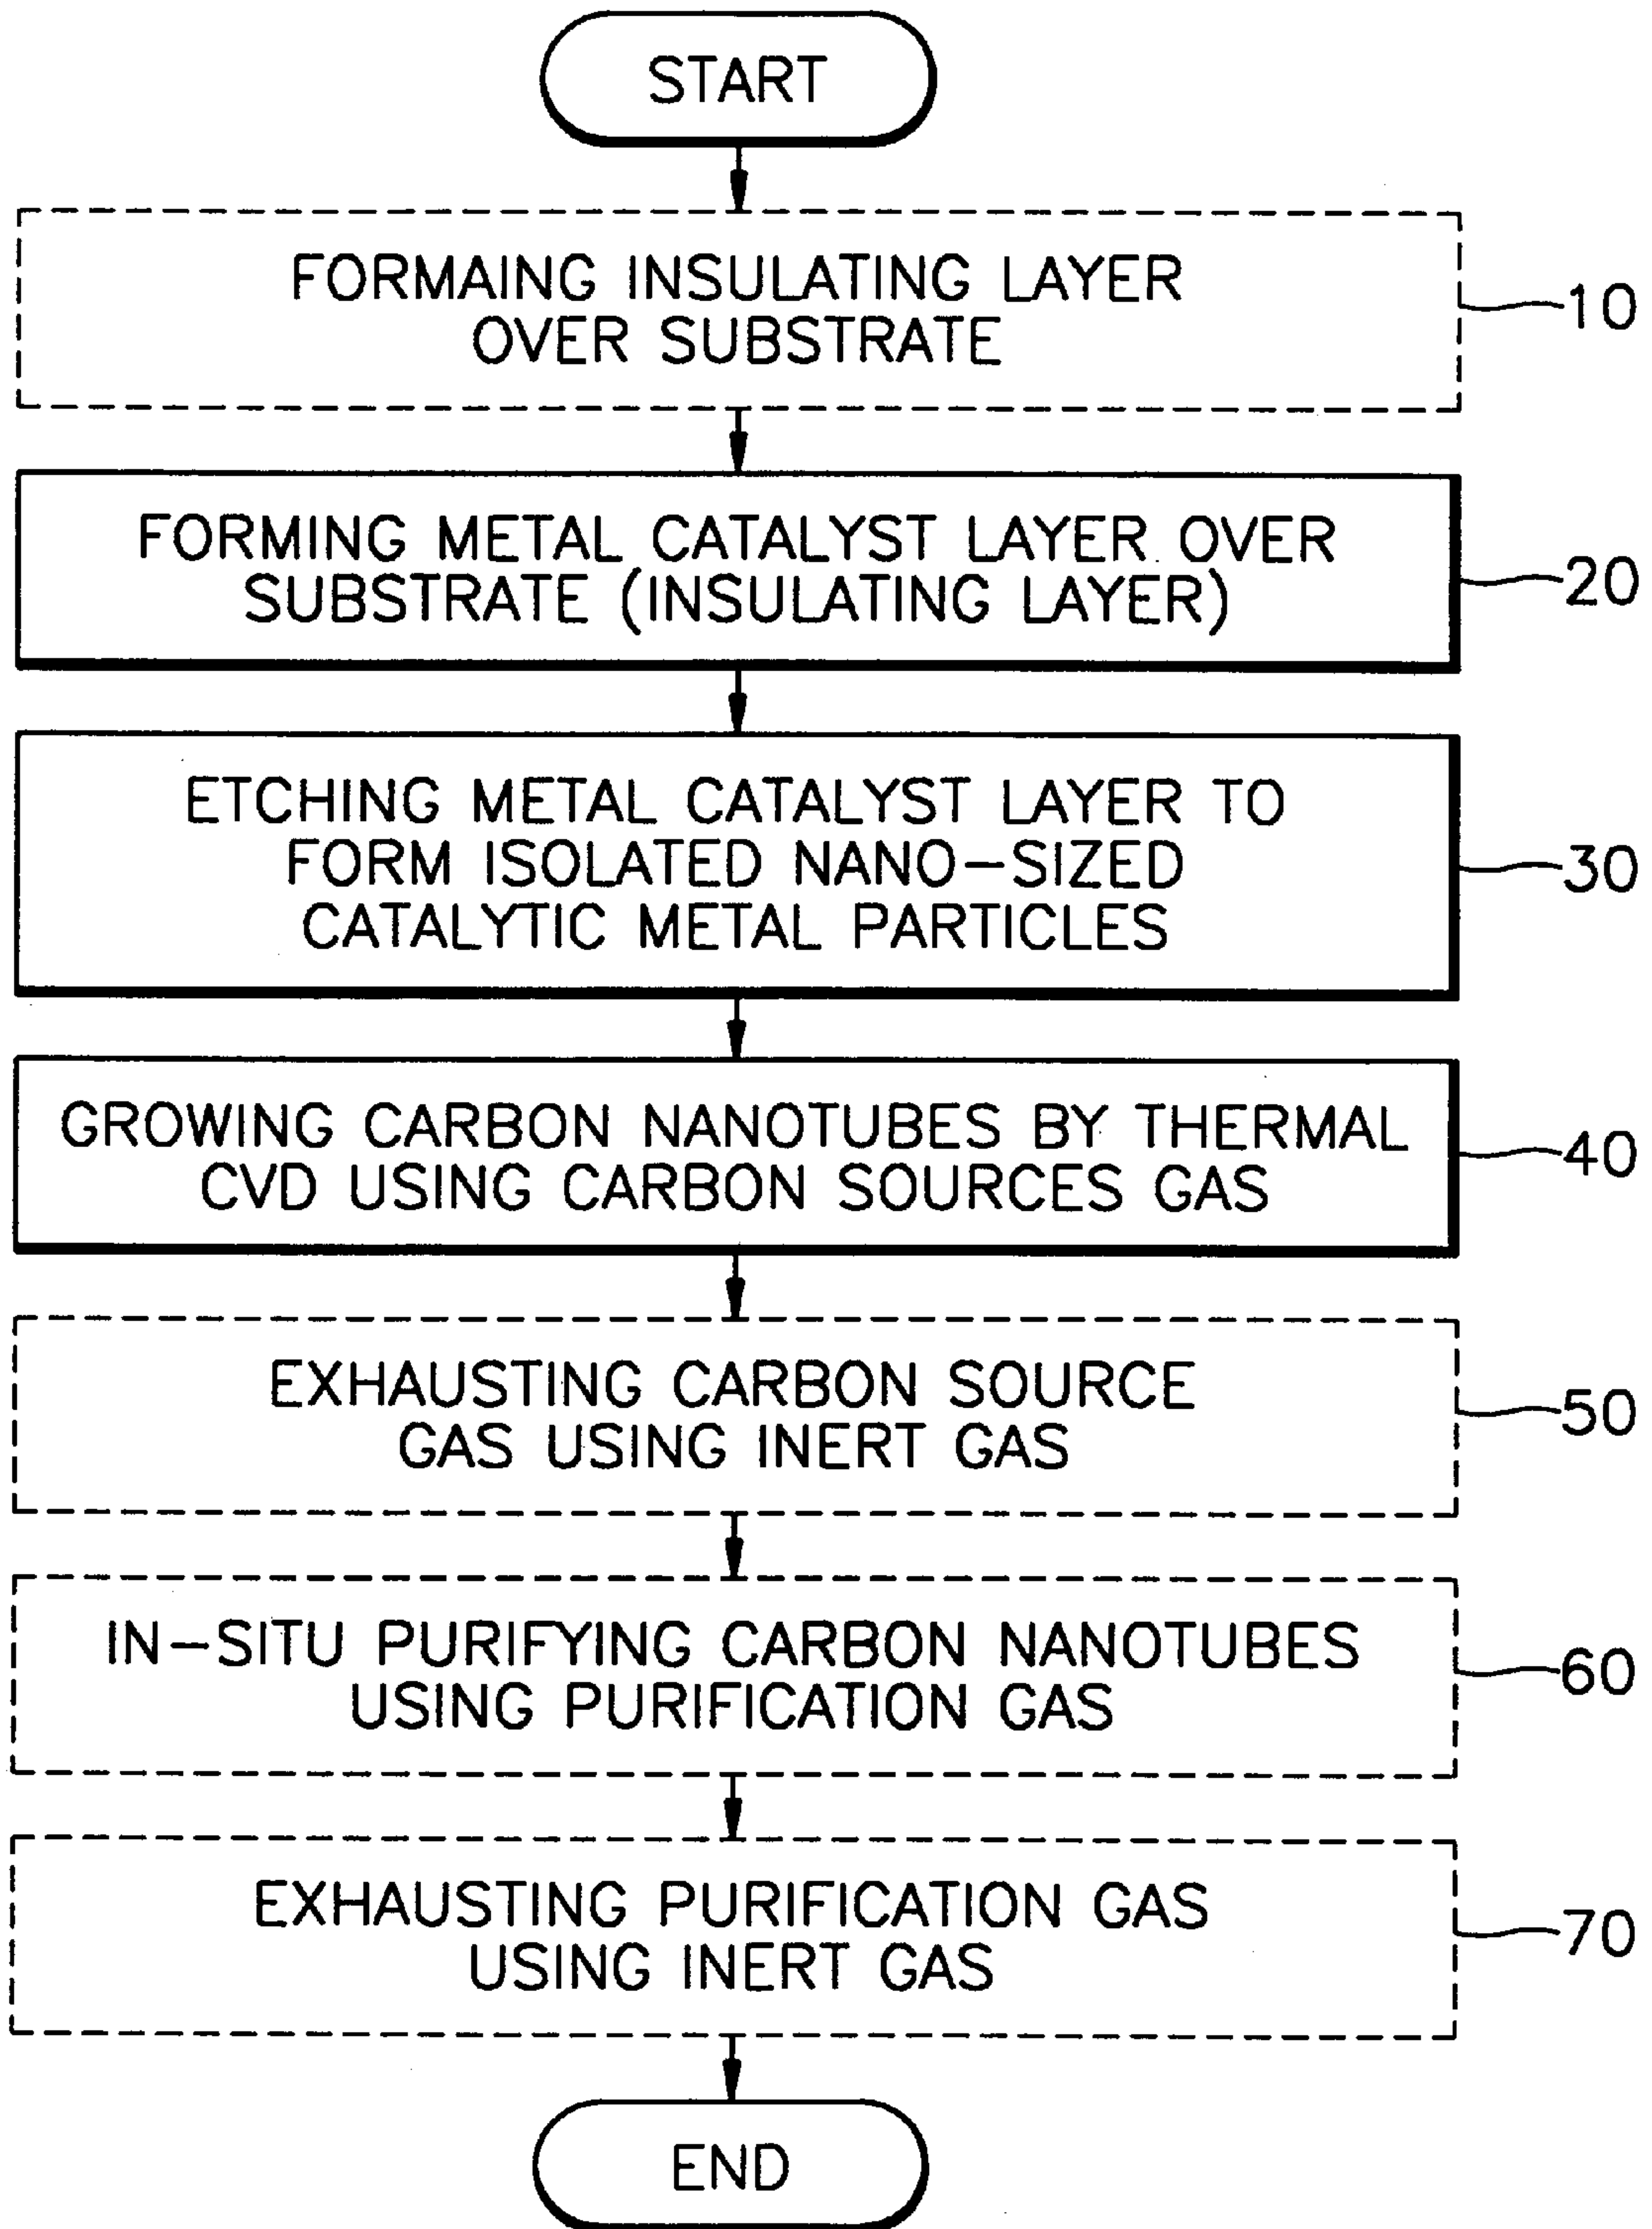 START
FORMAING INSULATING LAYER
OVER SUBSTRATE
10
FORMING METAL CATALYST LAYER OVER
SUBSTRATE (INSULATING LAYER)
20
ETCHING METAL CATALYST LAYER TO
FORM ISOLATED NANO-SIZED
CATALYTIC METAL PARTICLES
30
GROWING CARBON NANOTUBES BY THERMAL
CVD USING CARBON SOURCES GAS
40
EXHAUSTING CARBON SOURCE
GAS USING INERT GAS
50
IN-SITU PURIFYING CARBON NANOTUBES
USING PURIFICATION GAS
60
EXHAUSTING PURIFICATION GAS
USING INERT GAS
70
END